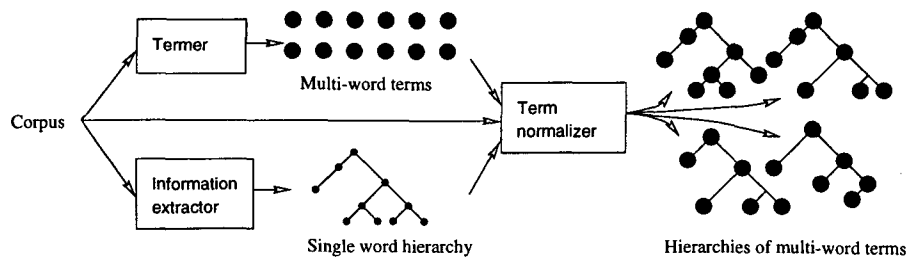 Termer
Multi-word terms
Corpus
Term
normalizer
Information
extractor
Single word hierarchy
Hierarchies of multi-word terms